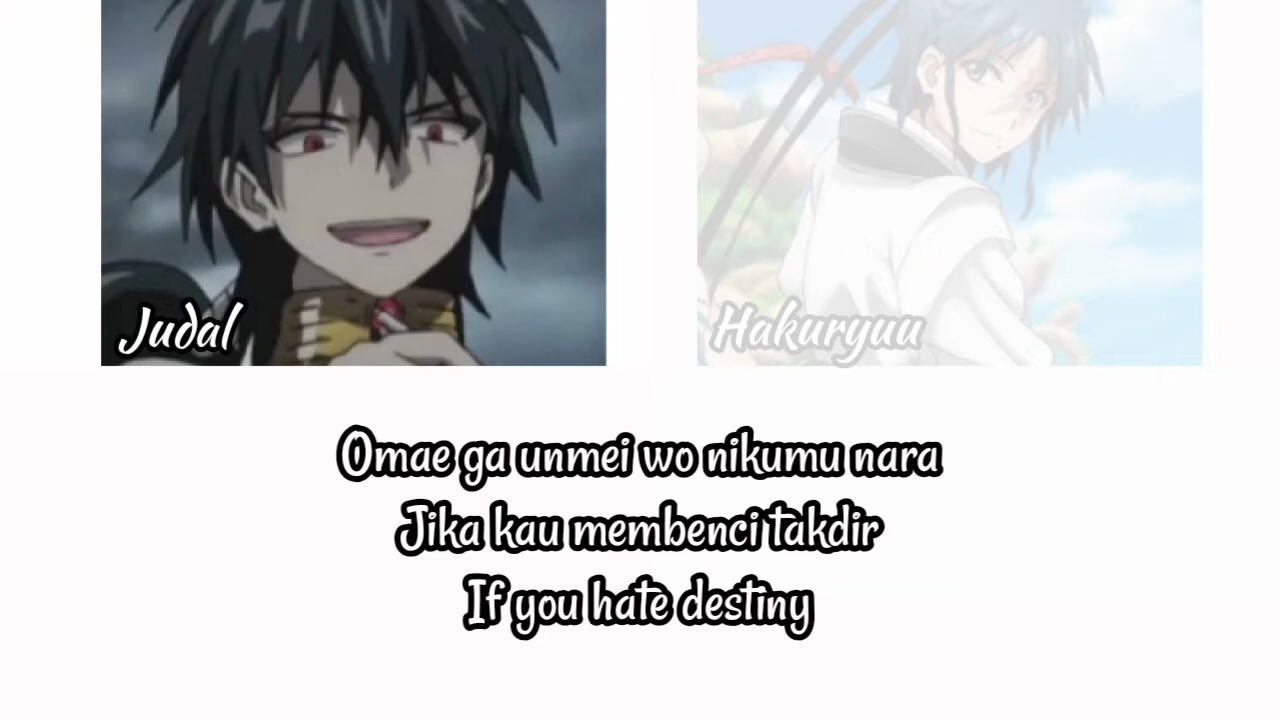 Judal
Hakuryuu
Omae ga unmei wo nikumu nara
Jika kau membenci takdir
If you hate destiny